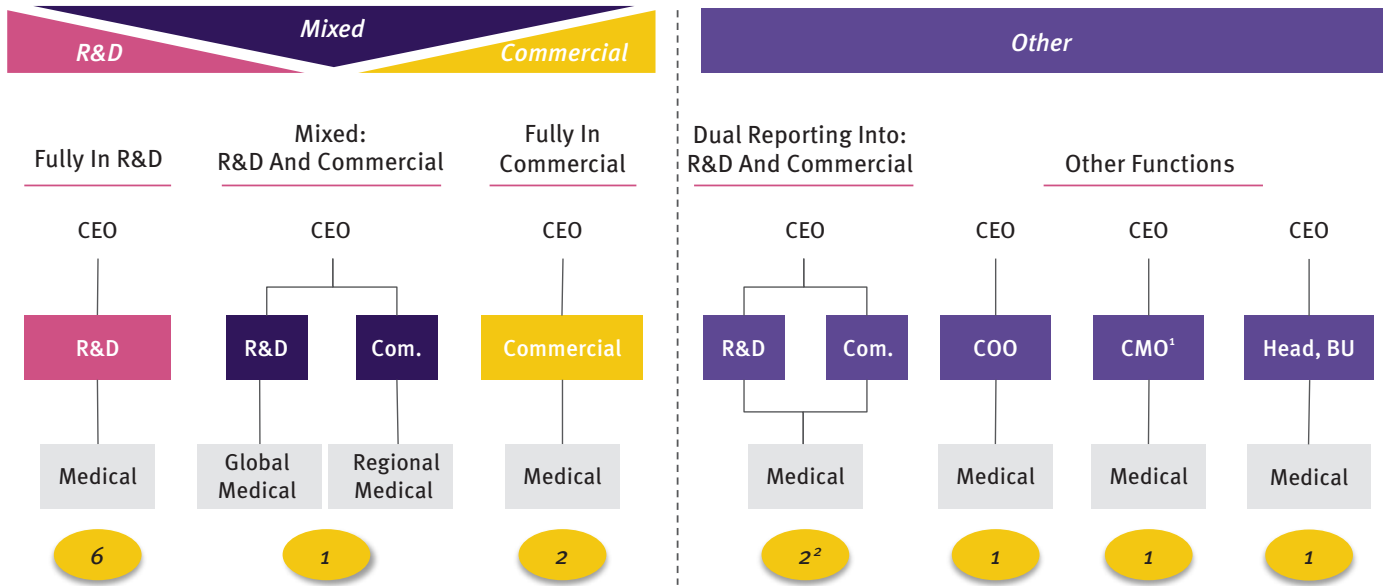 R&D
Mixed
Commercial
Other
Fully In R&D
Mixed:
R&D And Commercial
Fully In
Commercial
Dual Reporting Into:
R&D And Commercial
Other Functions
CEO
CEO
CEO
CEO
CEO
CEO
CEO
R&D
R&D
Com.
Commercial
R&D
Com.
COO
CMO¹
Head, BU
Medical
Global
Medical
Regional
Medical
Medical
Medical
Medical
Medical
Medical
6
1
2
2²
1
1
1